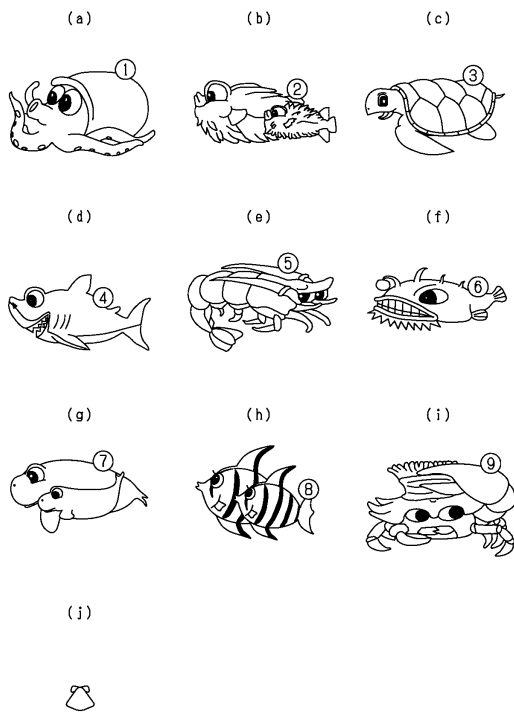 (a) (b) (c)
① ② ③
(d) (e) (f)
④ ⑤ ⑥
(g) (h) (i)
⑦ ⑧ ⑨
(j)